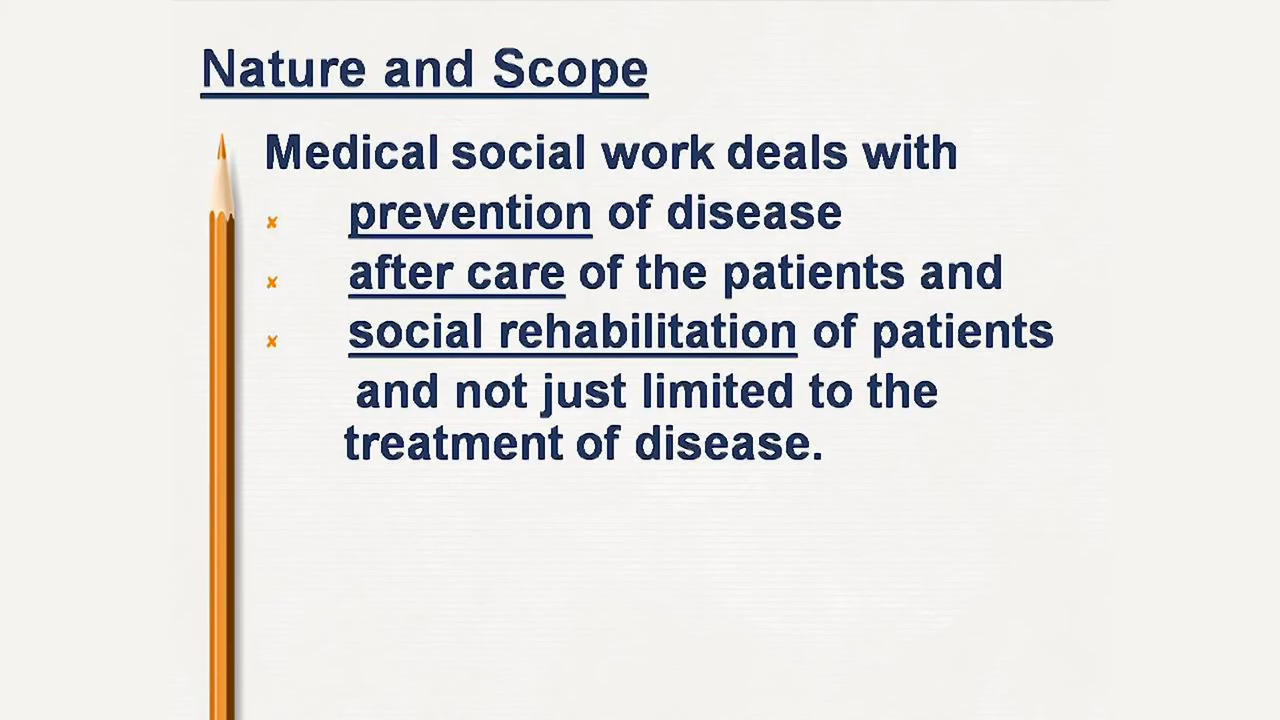 Nature and Scope
Medical social work deals with
prevention of disease
after care of the patients and
social rehabilitation of patients
and not just limited to the
treatment of disease.